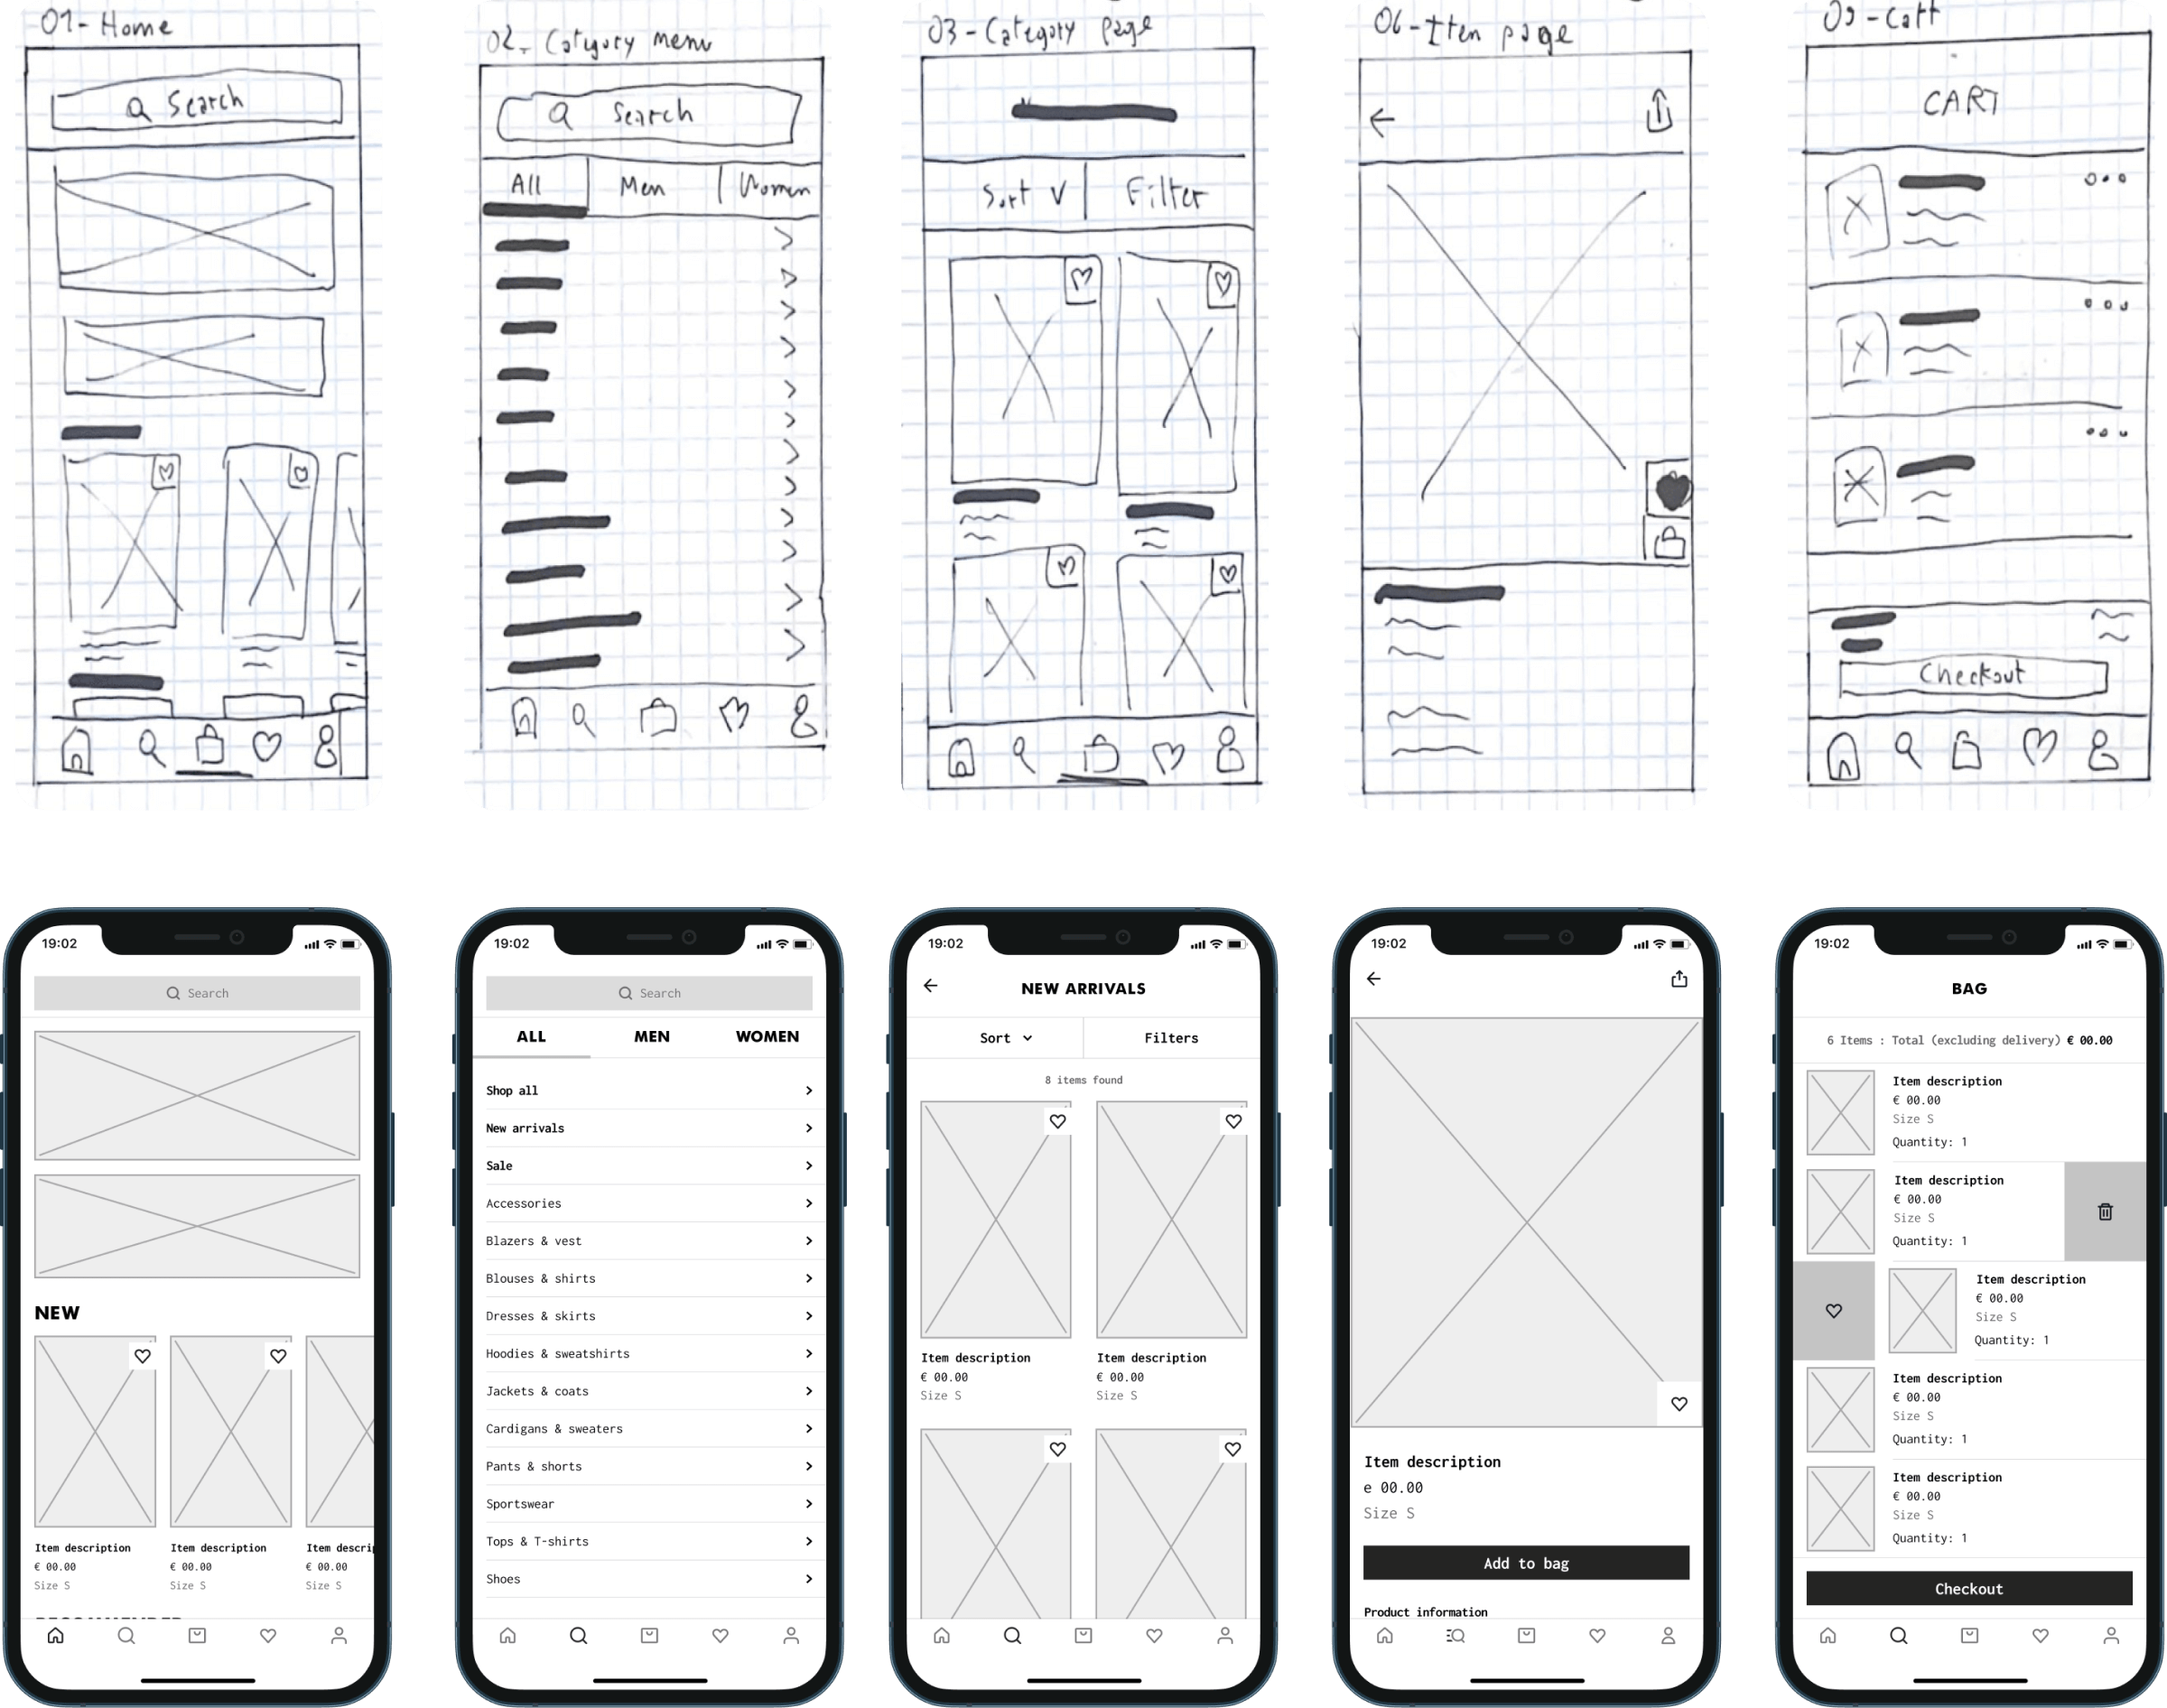 01- Home
02. Category menu
03-Category page
06-Iten page
09-Cart
Search
Search
All
Men
Women
Sort V
Filter
CART
Checkout
19:02
Search
NEW
Item description
€ 00.00
Size S
Item description
€ 00.00
Size S
Item descrip
€ 00.00
Size S
19:02
Search
ALL
MEN
WOMEN
Shop all
New arrivals
Sale
Accessories
Blazers & vest
Blouses & shirts
Dresses & skirts
Hoodies & sweatshirts
Jackets & coats
Cardigans & sweaters
Pants & shorts
Sportswear
Tops & T-shirts
Shoes
19:02
NEW ARRIVALS
Sort
Filters
8 items found
Item description
€ 00.00
Size S
Item description
€ 00.00
Size S
19:02
Item description
e 00.00
Size S
Add to bag
Product information
19:02
BAG
6 Items : Total (excluding delivery) € 00.00
Item description
€ 00.00
Size S
Quantity: 1
Item description
€ 00.00
Size S
Quantity: 1
Item description
€ 00.00
Size S
Quantity: 1
Item description
€ 00.00
Size S
Quantity: 1
Item description
€ 00.00
Size S
Quantity: 1
Checkout